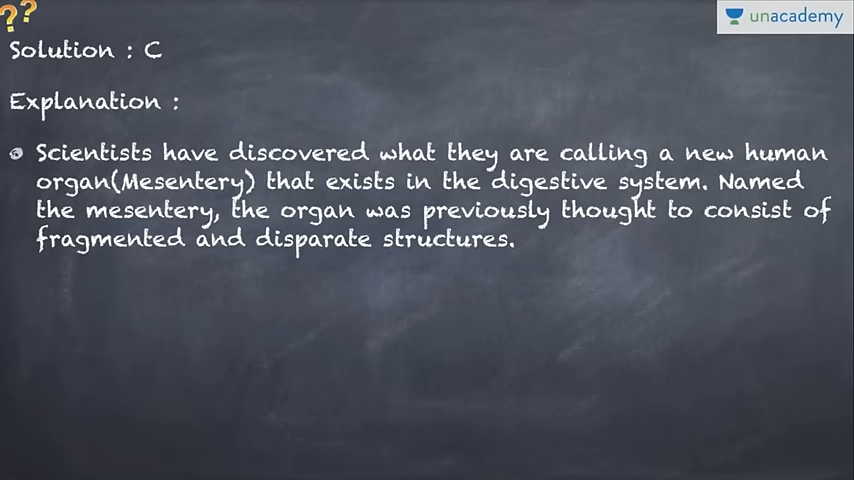 ??
unacademy
Solution : C
Explanation :
Scientists have discovered what they are calling a new human
organ(Mesentery) that exists in the digestive system. Named
the mesentery, the organ was previously thought to consist of
fragmented and disparate structures.